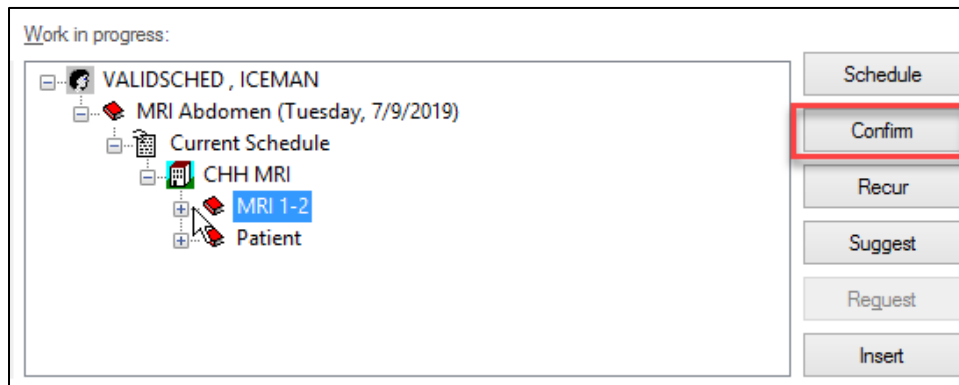 Work in progress:
VALIDSCHED , ICEMAN
MRI Abdomen (Tuesday, 7/9/2019)
Current Schedule
CHH MRI
MRI 1-2
Patient
Schedule
Confirm
Recur
Suggest
Request
Insert